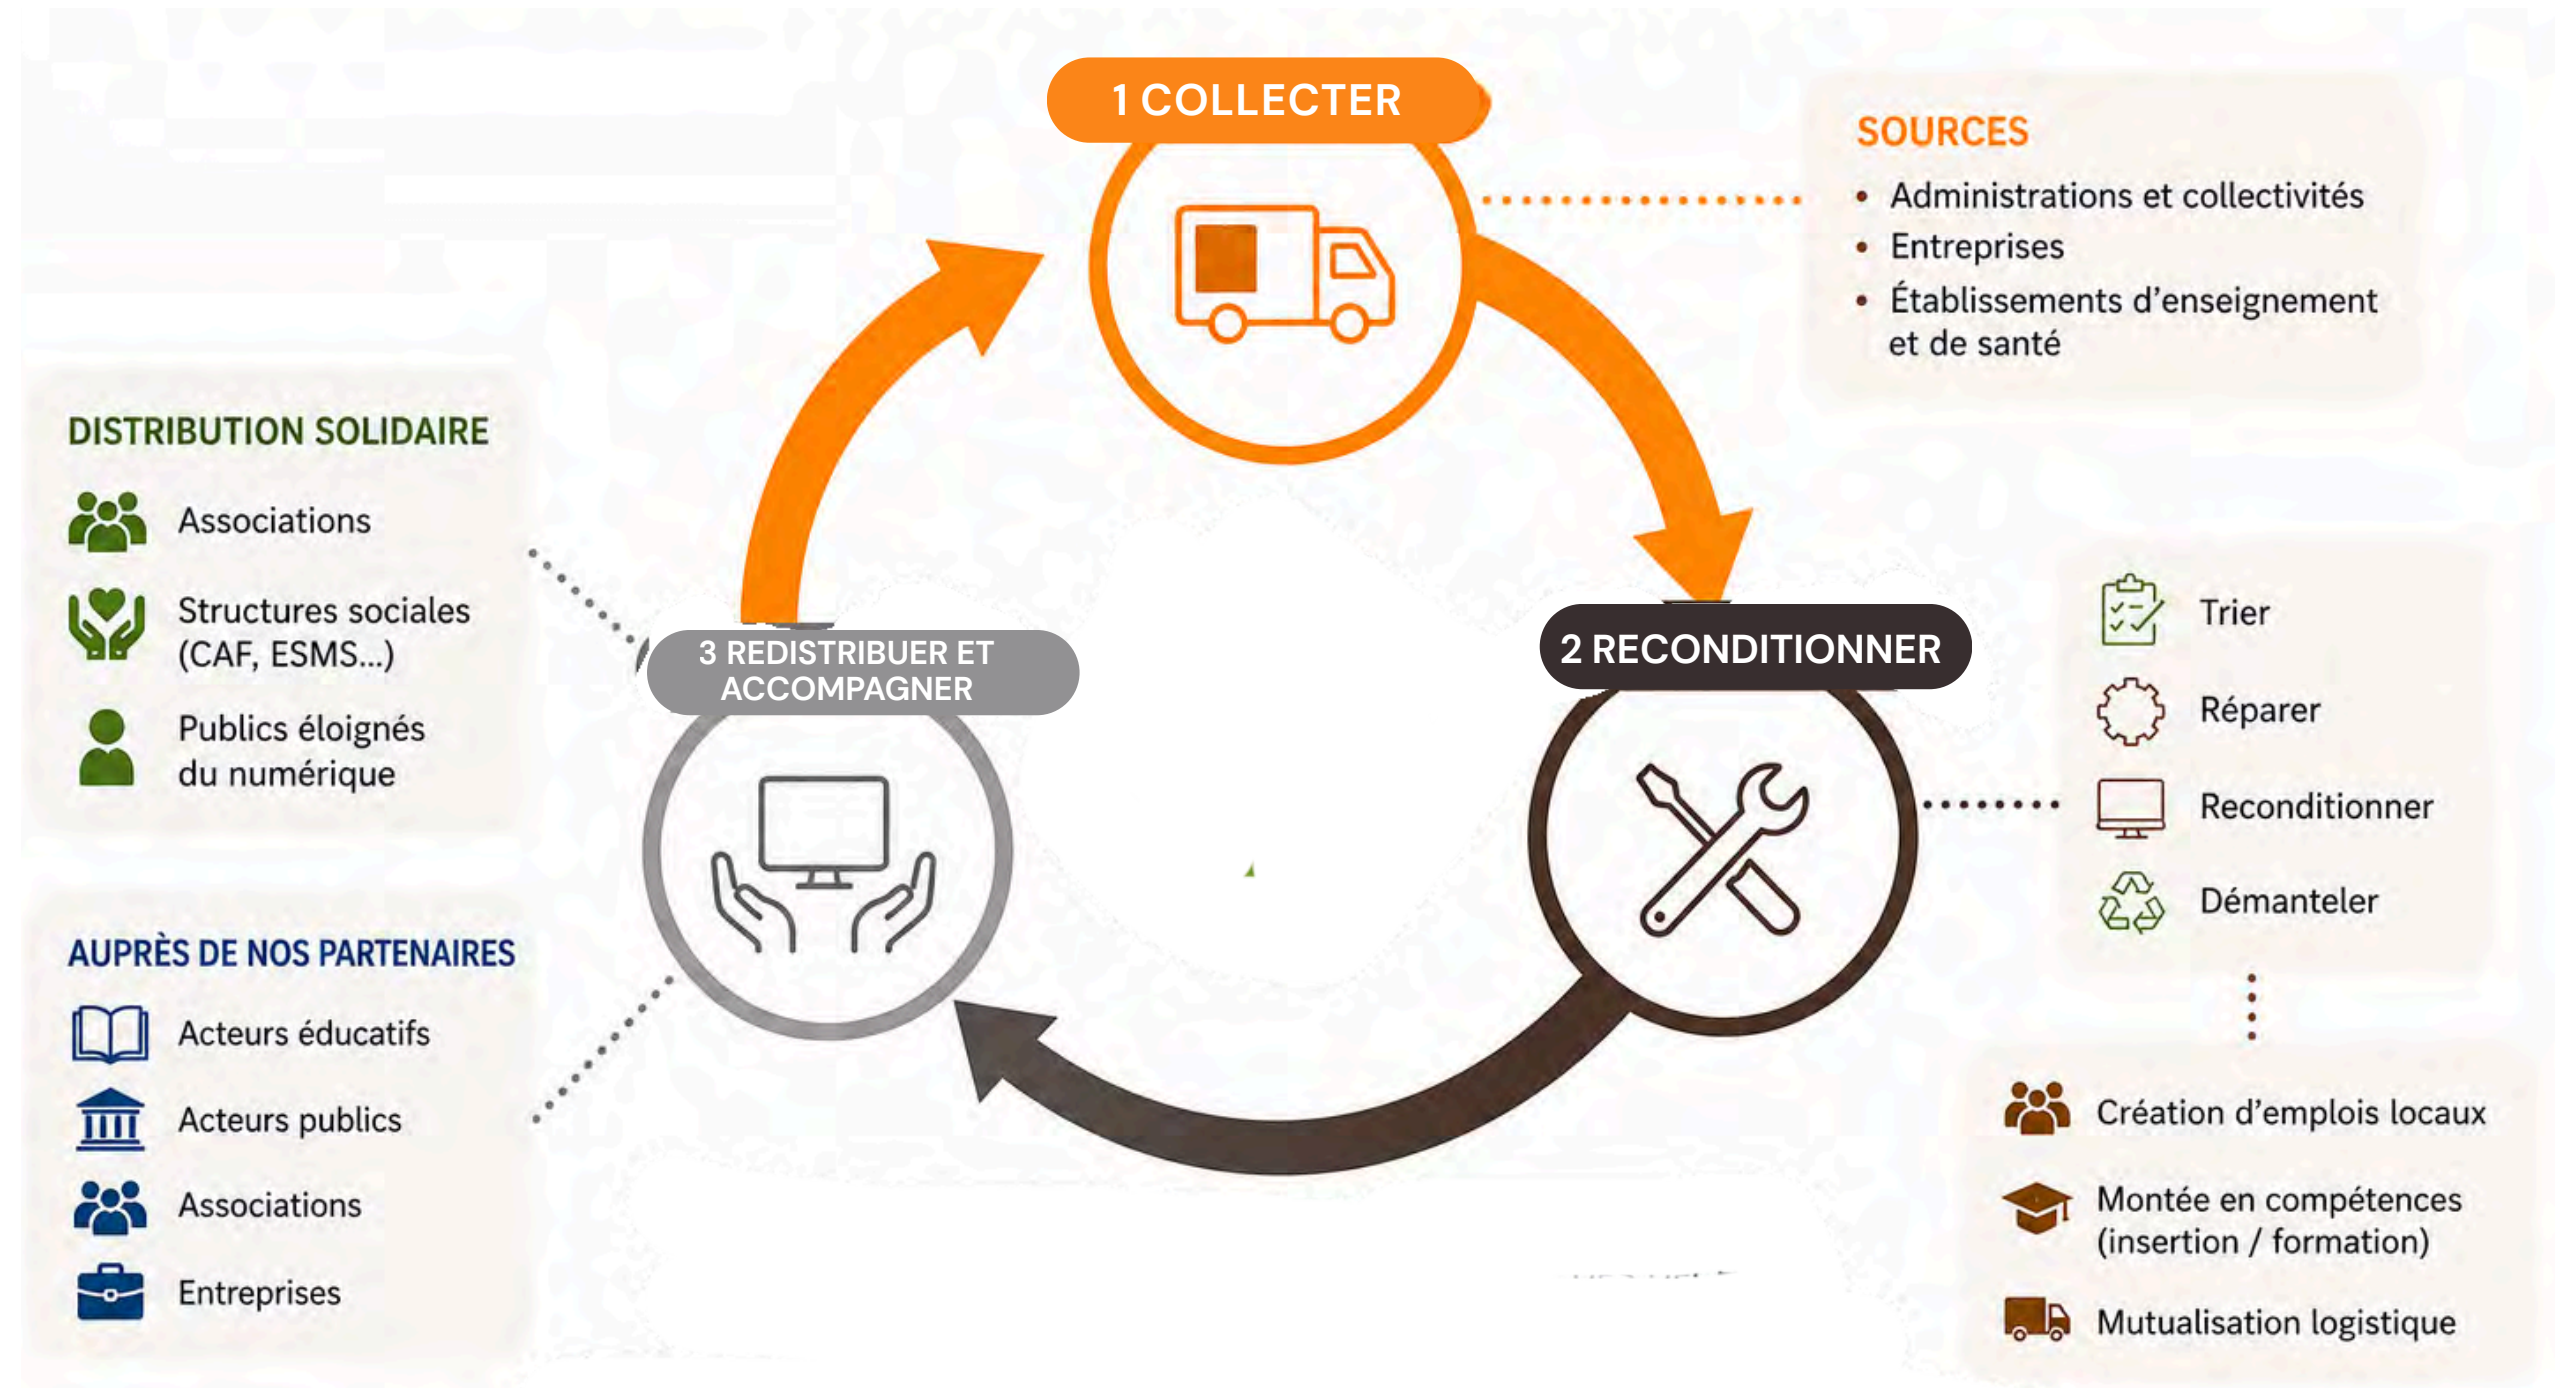 1 COLLECTER
SOURCES
• Administrations et collectivités
• Entreprises
• Établissements d'enseignement
et de santé
DISTRIBUTION SOLIDAIRE
Associations
Structures sociales
(CAF, ESMS...)
Publics éloignés
du numérique
3 REDISTRIBUER ET
ACCOMPAGNER
2 RECONDITIONNER
Trier
Réparer
Reconditionner
Démanteler
AUPRÈS DE NOS PARTENAIRES
Acteurs éducatifs
Acteurs publics
Associations
Entreprises
Création d'emplois locaux
Montée en compétences
(insertion / formation)
Mutualisation logistique